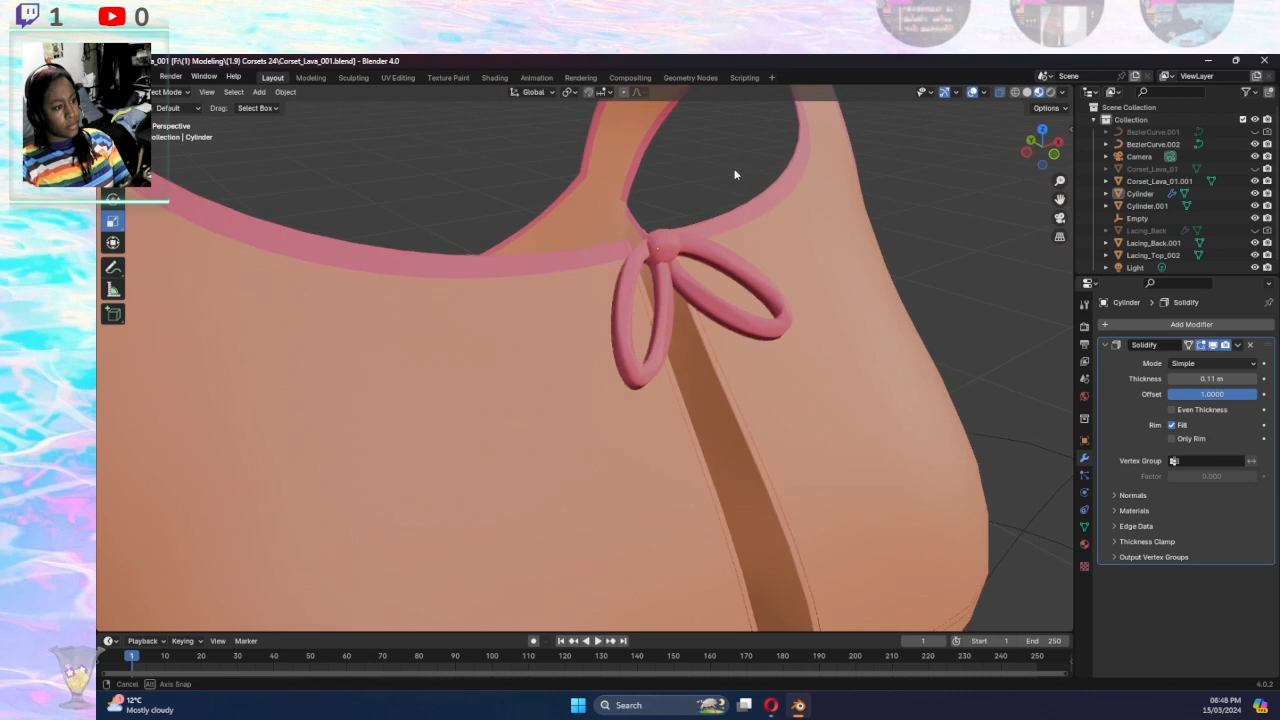 1
0
a_001 [F:\(1) Modeling\(1.9) Corsets 24\Corset_Lava_001.blend] - Blender 4.0
Render Window Help Layout Modeling Sculpting UV Editing Texture Paint Shading Animation Rendering Compositing Geometry Nodes Scripting + Scene ViewLayer
ect Mode View Select Add Object Global
Default Drag: Select Box Options
Perspective
ollection | Cylinder
Scene Collection
Collection
BezierCurve.001
BezierCurve.002
Camera
Corset_Lava_01
Corset_Lava_01.001
Cylinder
Cylinder.001
Empty
Lacing_Back
Lacing_Back.001
Lacing_Top_002
Light
Cylinder > Solidify
+ Add Modifier
Solidify
Mode Simple
Thickness 0.11 m
Offset 1.0000
Even Thickness
Rim Fill
Only Rim
Vertex Group
Factor 0.000
Normals
Materials
Edge Data
Thickness Clamp
Output Vertex Groups
Playback Keying View Marker 1 Start 1 End 250
1 10 20 30 40 50 60 70 80 90 100 110 120 130 140 150 160 170 180 190 200 210 220 230 240 250
Cancel Alt Axis Snap 4.0.2
12°C
Mostly cloudy
Search
06:48 PM
15/03/2024